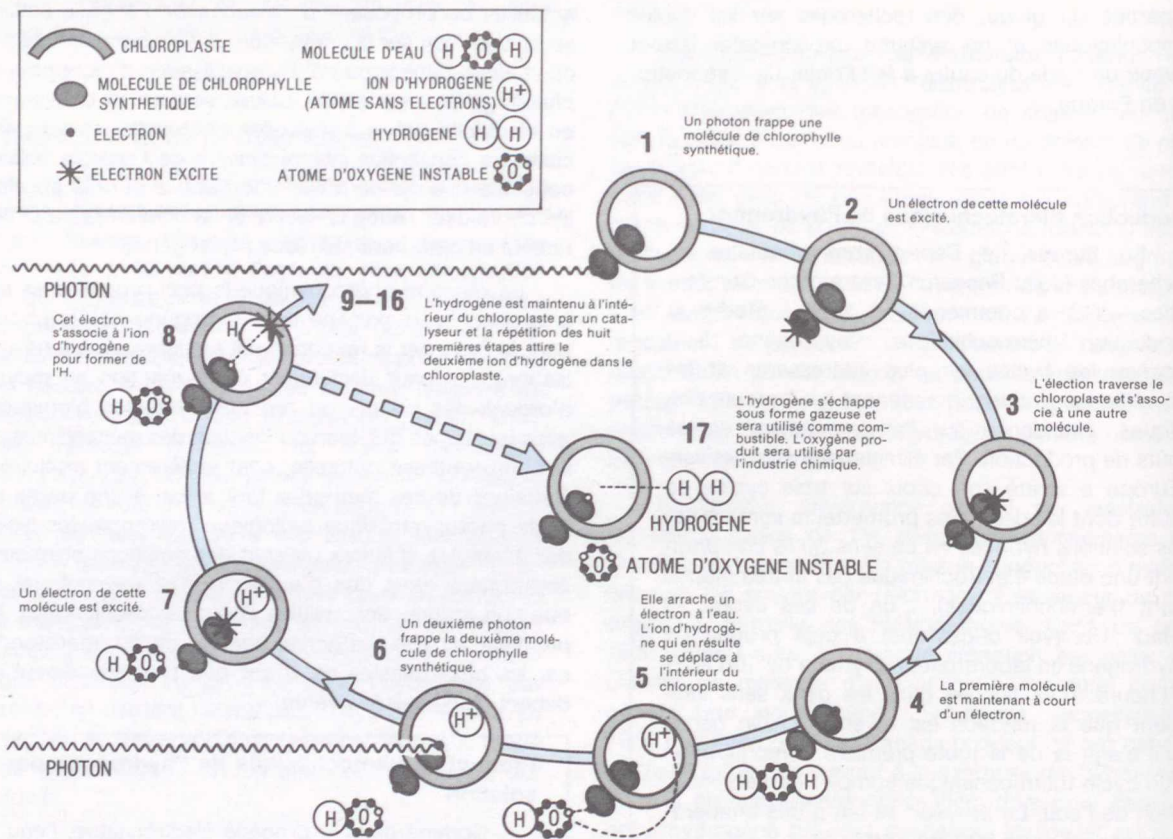 CHLOROPLASTE
MOLECULE DE CHLOROPHYLLE
SYNTHETIQUE
ELECTRON
ELECTRON EXCITE
MOLECULE D'EAU H O H
ION D'HYDROGENE
(ATOME SANS ELECTRONS) H+
HYDROGENE H H
ATOME D'OXYGENE INSTABLE O
1
Un photon frappe un
molécule de chlorophyle
synthétique.
2
Un électron de cette molécule
est excité.
PHOTON
3
L'élection traverse le
chloroplaste et s'asso-
cie à une autre
molécule.
4
La première molécule
est maintenant à court
d'un électron.
H O H
5
Elle arrache un
électron à l'eau.
L'ion d'hydrogè-
ne qui en résulte
se déplace à
l'intérieur du
chloroplaste.
H+
H O
6
Un deuxième photon
frappe la deuxième molé-
cule de chlorophylle
synthétique.
H+
PHOTON
H O
7
Un électron de cette
molécule est excité.
H+
H O
8
Cet électron
s'associe à l'ion
d'hydrogène
pour former de
l'H.
H
H O
9—16
L'hydrogène est maintenu à l'inté-
rieur du chloroplaste par un cata-
lyseur et la répétition des huit
premières étapes attire le
deuxième ion d'hydrogène dans le
chloroplaste.
17
L'hydrogène s'échappe
sous forme gazeuse et
sera utilisé comme com-
bustible. L'oxygène pro-
duit sera utilisé par
l'industrie chimique.
H H
HYDROGENE
O ATOME D'OXYGENE INSTABLE